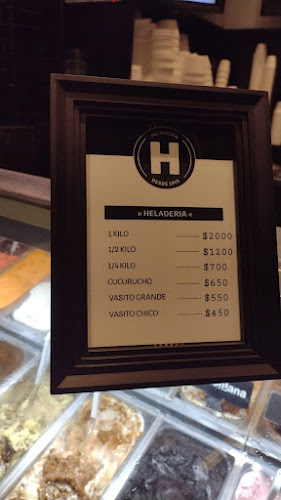 HELADERIA
H
DESDE
HELADERIA
1 KILO ------------ $2000
1/2 KILO ------------ $1200
1/4 KILO ------------ $700
CUCURUCHO ------------ $650
VASITO GRANDE ------------ $550
VASITO CHICO ------------ $450